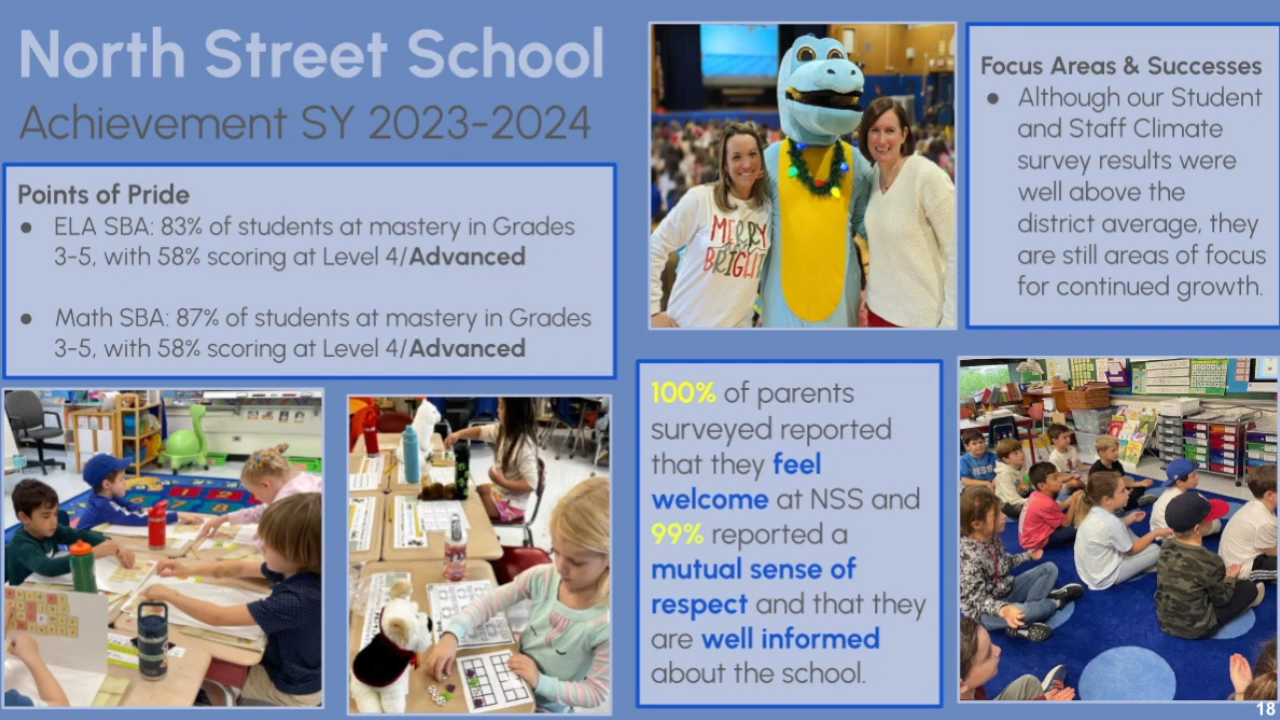 North Street School
Achievement SY 2023-2024
Points of Pride
● ELA SBA: 83% of students at mastery in Grades
3-5, with 58% scoring at Level 4/Advanced
● Math SBA: 87% of students at mastery in Grades
3-5, with 58% scoring at Level 4/Advanced
MERRY
BRIGHT
Focus Areas & Successes
● Although our Student
and Staff Climate
survey results were
well above the
district average, they
are still areas of focus
for continued growth.
100% of parents
surveyed reported
that they feel
welcome at NSS and
99% reported a
mutual sense of
respect and that they
are well informed
about the school.
18